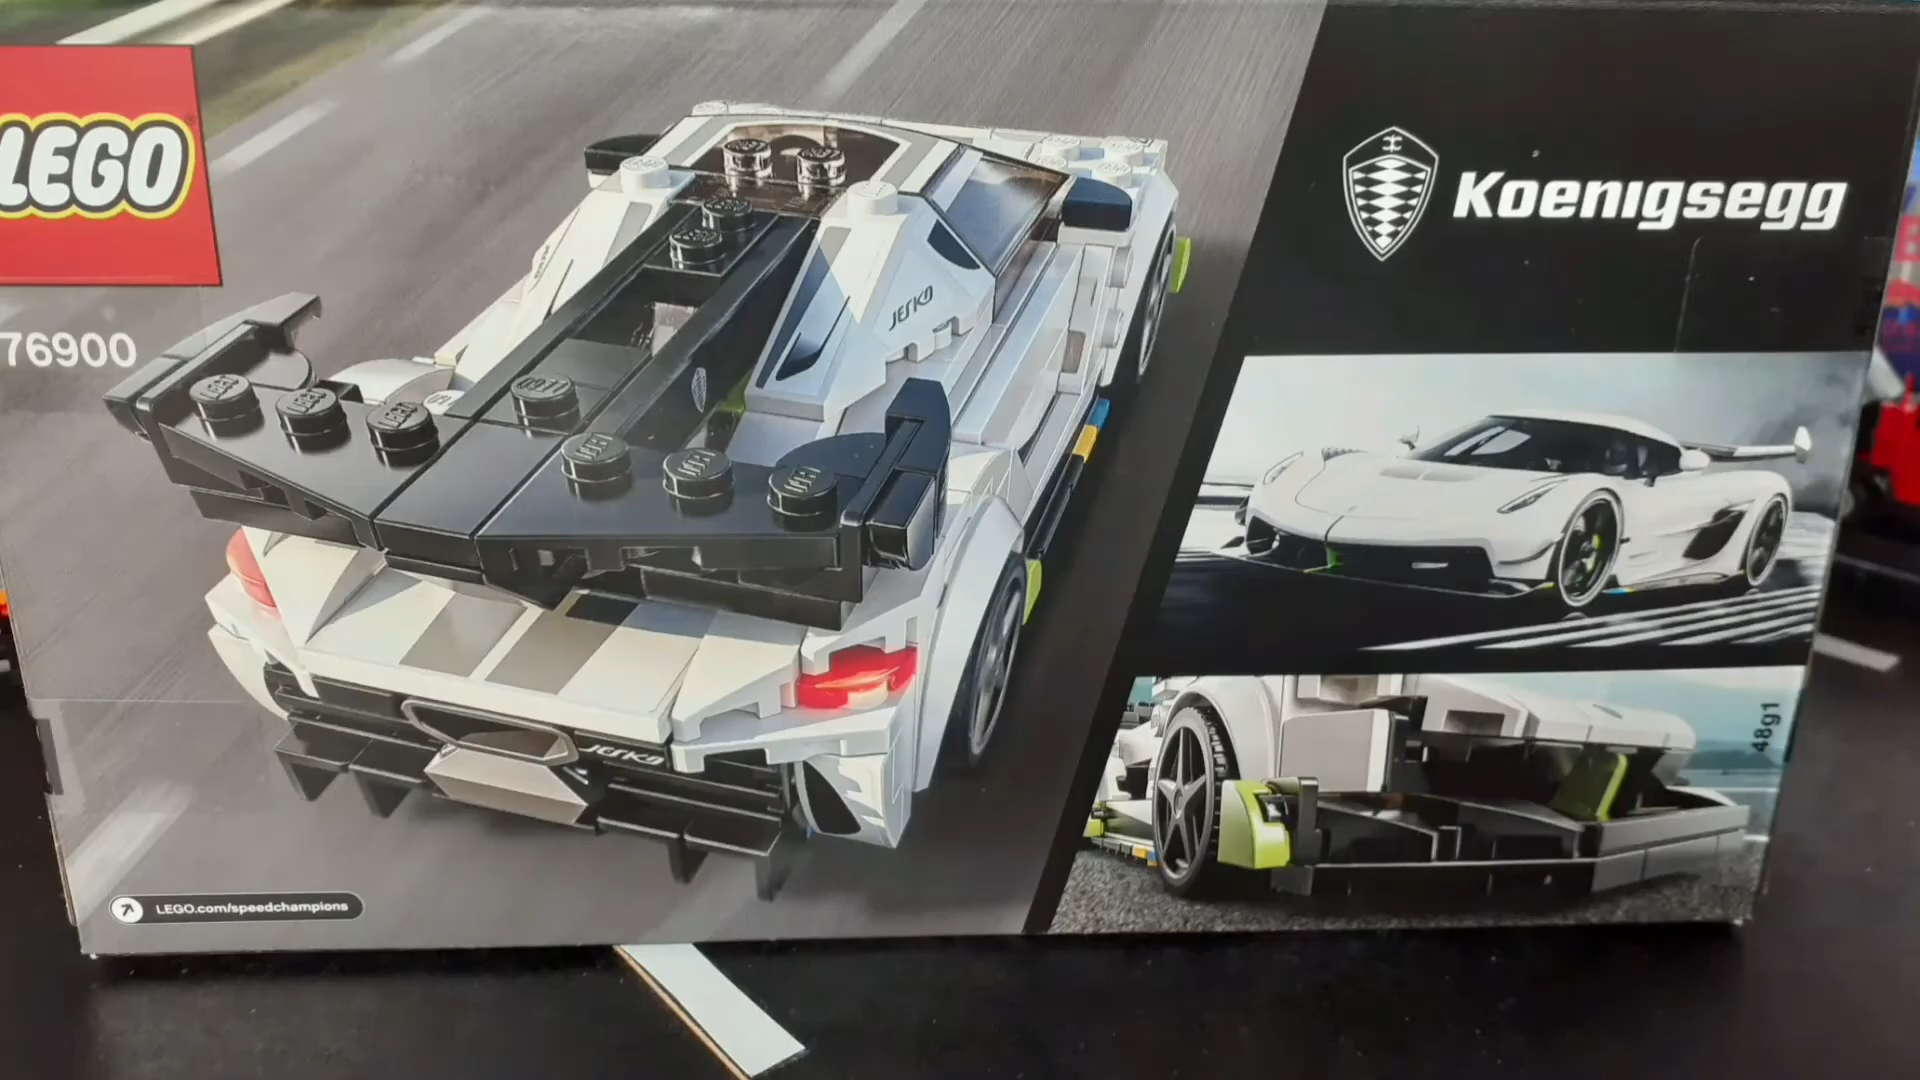 LEGO
76900
Koenigsegg
JESKO
JESKO
LEGO.com/speedchampions
48g1